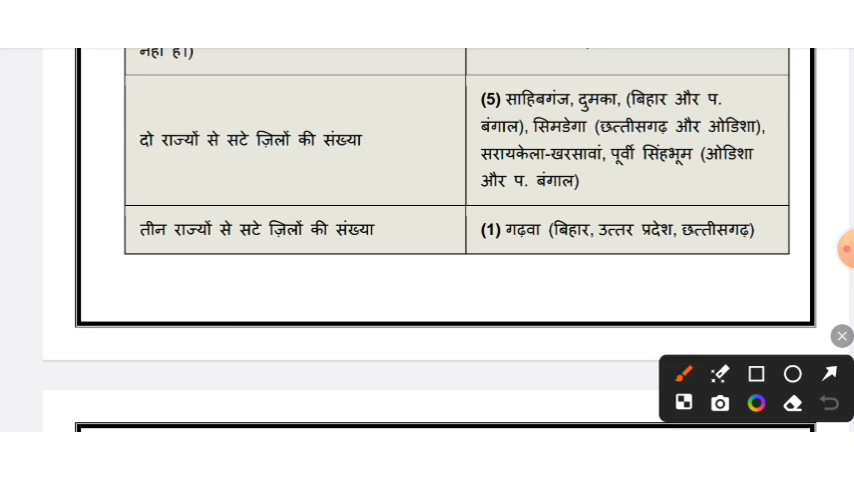 नहीं है।)
दो राज्यों से सटे ज़िलों की संख्या
(5) साहिबगंज, दुमका, (बिहार और प.
बंगाल), सिमडेगा (छत्तीसगढ़ और ओडिशा),
सरायकेला-खरसावां, पूर्वी सिंहभूम (ओडिशा
और प. बंगाल)
तीन राज्यों से सटे ज़िलों की संख्या
(1) गढ़वा (बिहार, उत्तर प्रदेश, छत्तीसगढ़)